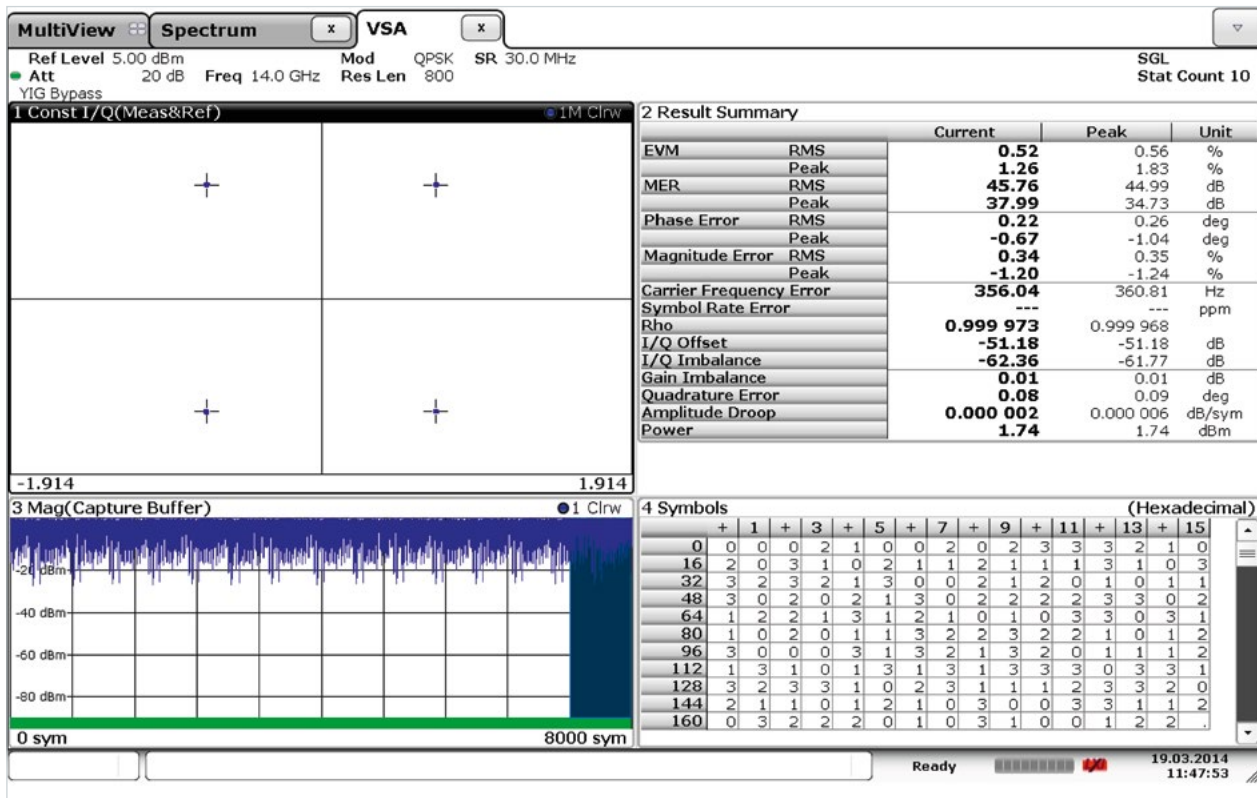 MultiView Spectrum x VSA x
Ref Level 5.00 dBm Mod QPSK SR 30.0 MHz SGL
Att 20 dB Freq 14.0 GHz Res Len 800 Stat Count 10
YIG Bypass
1 Const I/Q(Meas&Ref) 1M Clrw
-1.914 1.914
2 Result Summary
Current Peak Unit
EVM RMS 0.52 0.56 %
Peak 1.26 1.83 %
MER RMS 45.76 44.99 dB
Peak 37.99 34.73 dB
Phase Error RMS 0.22 0.26 deg
Peak -0.67 -1.04 deg
Magnitude Error RMS 0.34 0.35 %
Peak -1.20 -1.24 %
Carrier Frequency Error 356.04 360.81 Hz
Symbol Rate Error --- --- ppm
Rho 0.999 973 0.999 968
I/Q Offset -51.18 -51.18 dB
I/Q Imbalance -62.36 -61.77 dB
Gain Imbalance 0.01 0.01 dB
Quadrature Error 0.08 0.09 deg
Amplitude Droop 0.000 002 0.000 006 dB/sym
Power 1.74 1.74 dBm
3 Mag(Capture Buffer) 1 Clrw
-20 dBm
-40 dBm
-60 dBm
-80 dBm
0 sym 8000 sym
4 Symbols (Hexadecimal)
+ 1 + 3 + 5 + 7 + 9 + 11 + 13 + 15
0 0 0 0 2 1 0 0 2 0 2 3 3 3 2 1 0
16 2 0 3 1 0 2 1 1 2 1 1 1 3 1 0 3
32 3 2 3 2 1 3 0 0 2 1 2 0 1 0 1 1
48 3 0 2 0 2 1 3 0 2 2 2 2 3 3 0 2
64 1 2 2 1 3 1 2 1 0 1 0 3 3 0 3 1
80 1 0 2 0 1 1 3 2 2 3 2 2 1 0 1 2
96 3 0 0 0 3 1 3 2 1 3 2 0 1 1 1 2
112 1 3 1 0 1 3 1 3 1 3 3 3 0 3 3 1
128 3 2 3 3 1 0 2 3 1 1 1 2 3 3 2 0
144 2 1 1 0 1 2 1 0 3 0 0 3 3 1 1 2
160 0 3 2 2 2 0 1 0 3 1 0 0 1 2 2 .
Ready LXI 19.03.2014
11:47:53